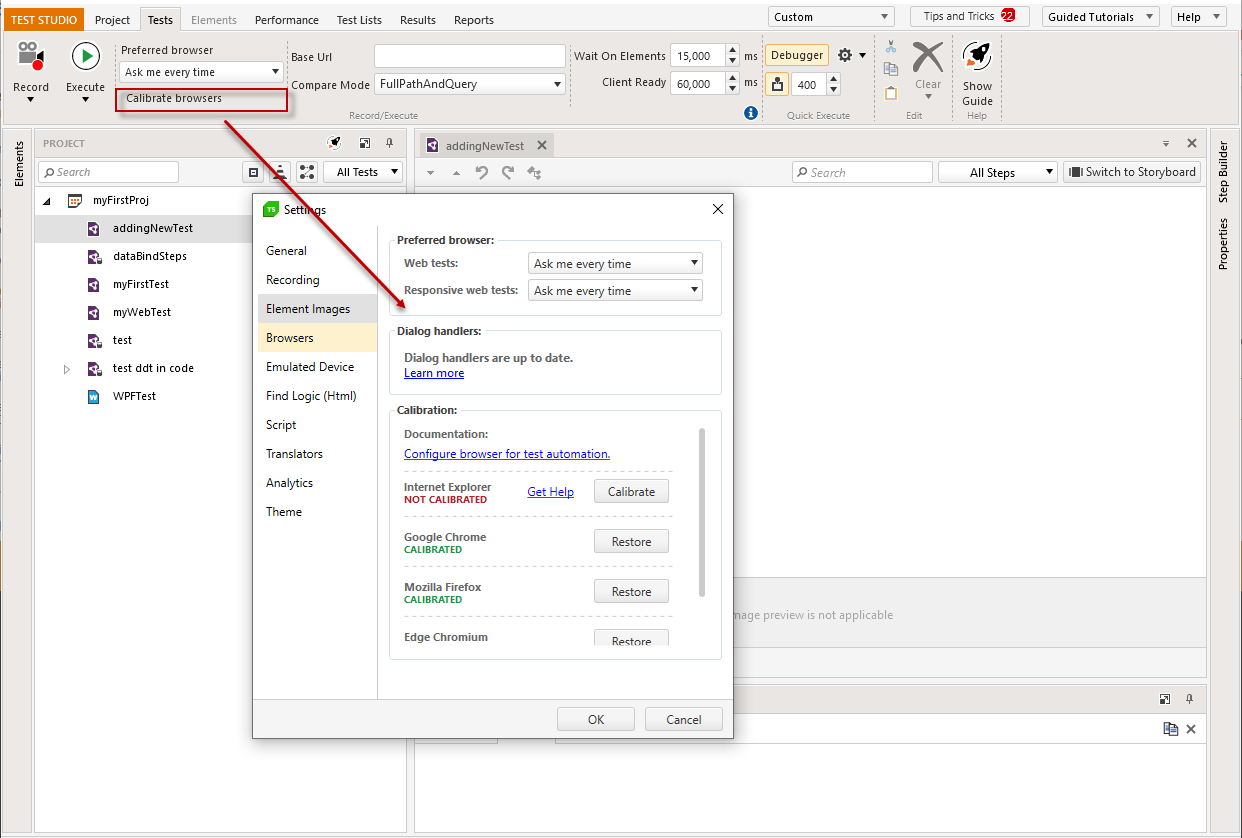 TEST STUDIO Project Tests Elements Performance Test Lists Results Reports Custom Tips and Tricks 22 Guided Tutorials Help
Record
Execute
Preferred browser
Ask me every time
Calibrate browsers
Base Url
Compare Mode FullPathAndQuery
Record/Execute
Wait On Elements 15,000 ms
Client Ready 60,000 ms
Debugger
400
Quick Execute
Clear
Edit
Show
Guide
Help
Elements
PROJECT
Search
All Tests
myFirstProj
addingNewTest
dataBindSteps
myFirstTest
myWebTest
test
test ddt in code
WPFTest
addingNewTest
Search
All Steps
Switch to Storyboard
Step Builder
Properties
mage preview is not applicable
Settings
General
Recording
Element Images
Browsers
Emulated Device
Find Logic (Html)
Script
Translators
Analytics
Theme
Preferred browser:
Web tests: Ask me every time
Responsive web tests: Ask me every time
Dialog handlers:
Dialog handlers are up to date.
Learn more
Calibration:
Documentation:
Configure browser for test automation.
Internet Explorer
NOT CALIBRATED
Get Help
Calibrate
Google Chrome
CALIBRATED
Restore
Mozilla Firefox
CALIBRATED
Restore
Edge Chromium
Restore
OK
Cancel